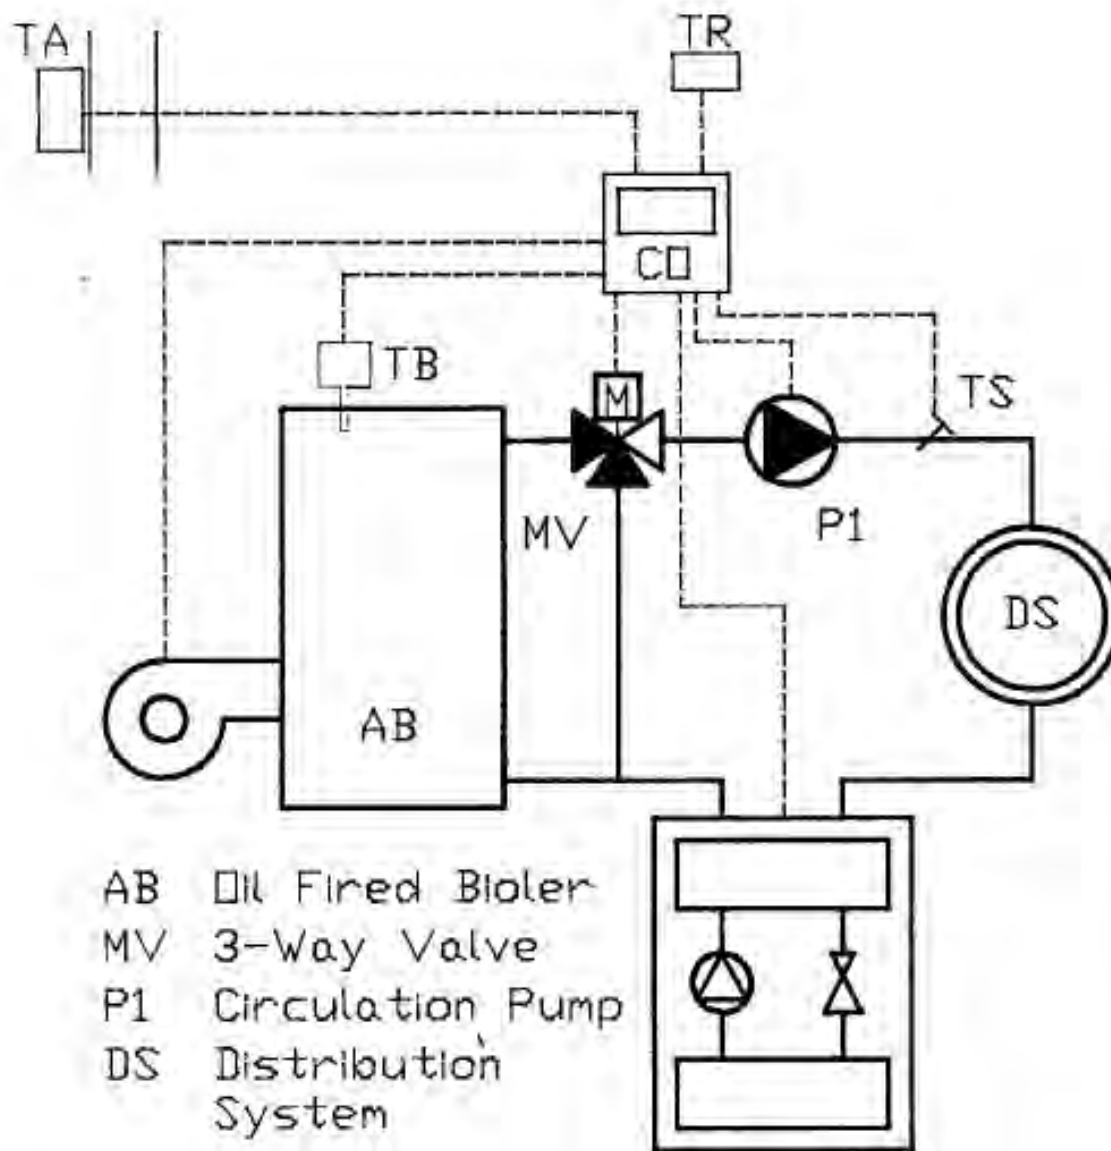 TA
TR
CO
TB
M
TS
MV
P1
DS
AB
AB Oil Fired Bioler
MV 3-Way Valve
P1 Circulation Pump
DS Distribution
System